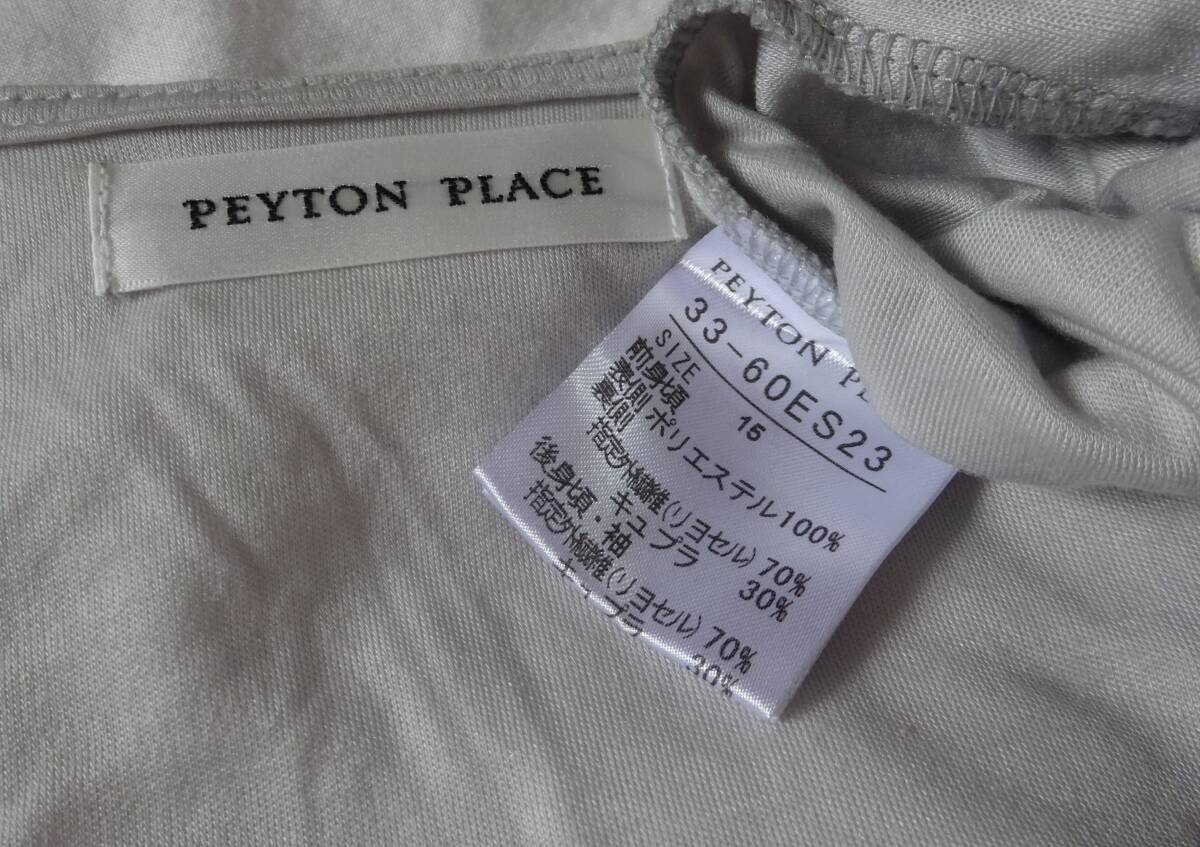 PEYTON PLACE
PEYTON PL
33-60ES23
SIZE 15
前身頃
表側 ポリエステル100%
裏側
指定外繊維(リヨセル) 70%
キュプラ 30%
後身頃・袖
指定外繊維(リヨセル) 70%
キュプラ 30%